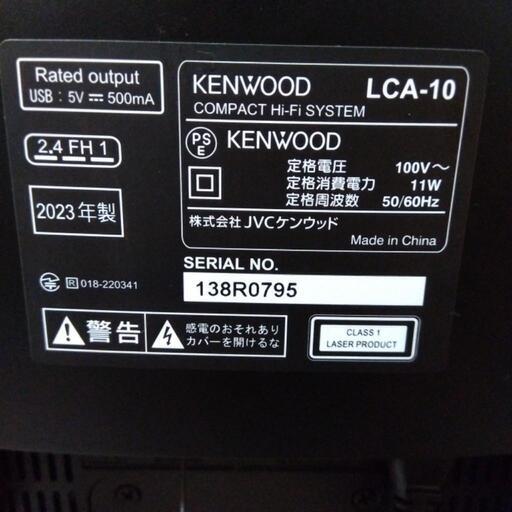 Rated output
USB : 5V ⎓ 500mA
2.4 FH 1
2023年製
R 018-220341
KENWOOD LCA-10
COMPACT Hi-Fi SYSTEM
PS E KENWOOD
定格電圧 100V～
定格消費電力 11W
定格周波数 50/60Hz
株式会社 JVCケンウッド
Made in China
SERIAL NO.
138R0795
警告
感電のおそれあり
カバーを開けるな
CLASS 1
LASER PRODUCT